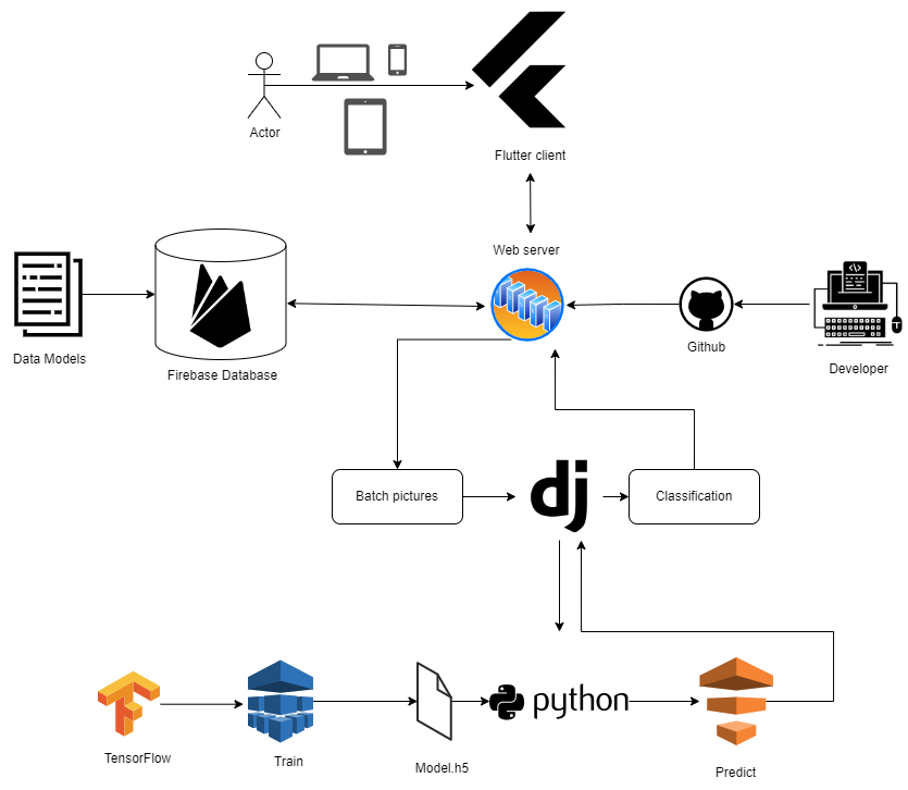 Actor
Flutter client
Web server
Data Models
Firebase Database
Github
Developer
Batch pictures
dj
Classification
python
TensorFlow
Train
Model.h5
Predict